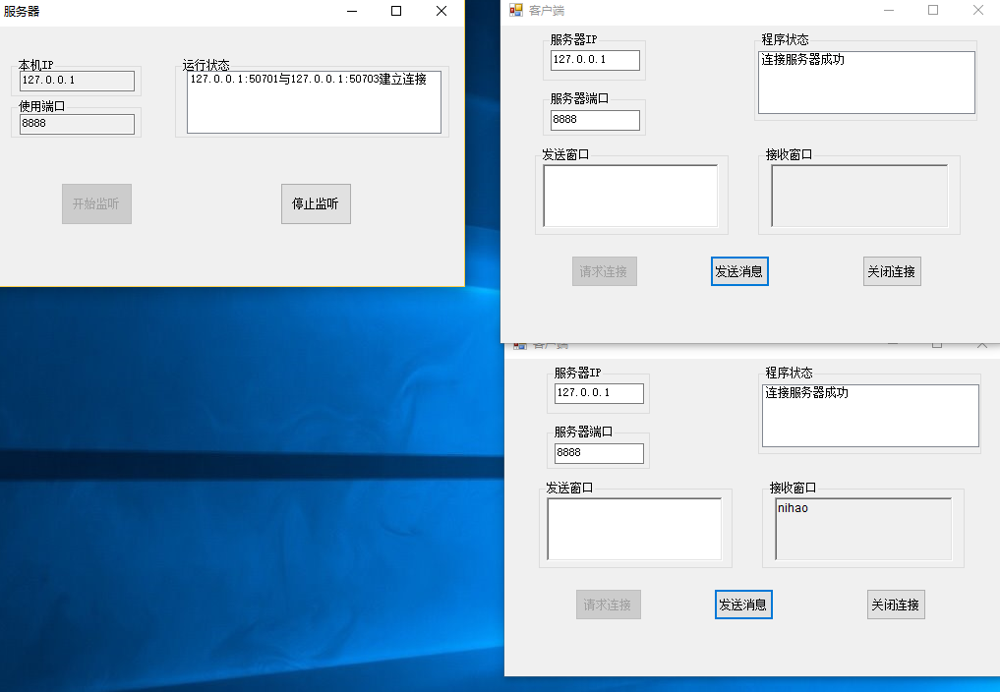 服务器
本机IP
127.0.0.1
使用端口
8888
运行状态
127.0.0.1:50701与127.0.0.1:50703建立连接
开始监听
停止监听
客户端
服务器IP
127.0.0.1
服务器端口
8888
程序状态
连接服务器成功
发送窗口
接收窗口
请求连接
发送消息
关闭连接
客户端
服务器IP
127.0.0.1
服务器端口
8888
程序状态
连接服务器成功
发送窗口
接收窗口
nihao
请求连接
发送消息
关闭连接